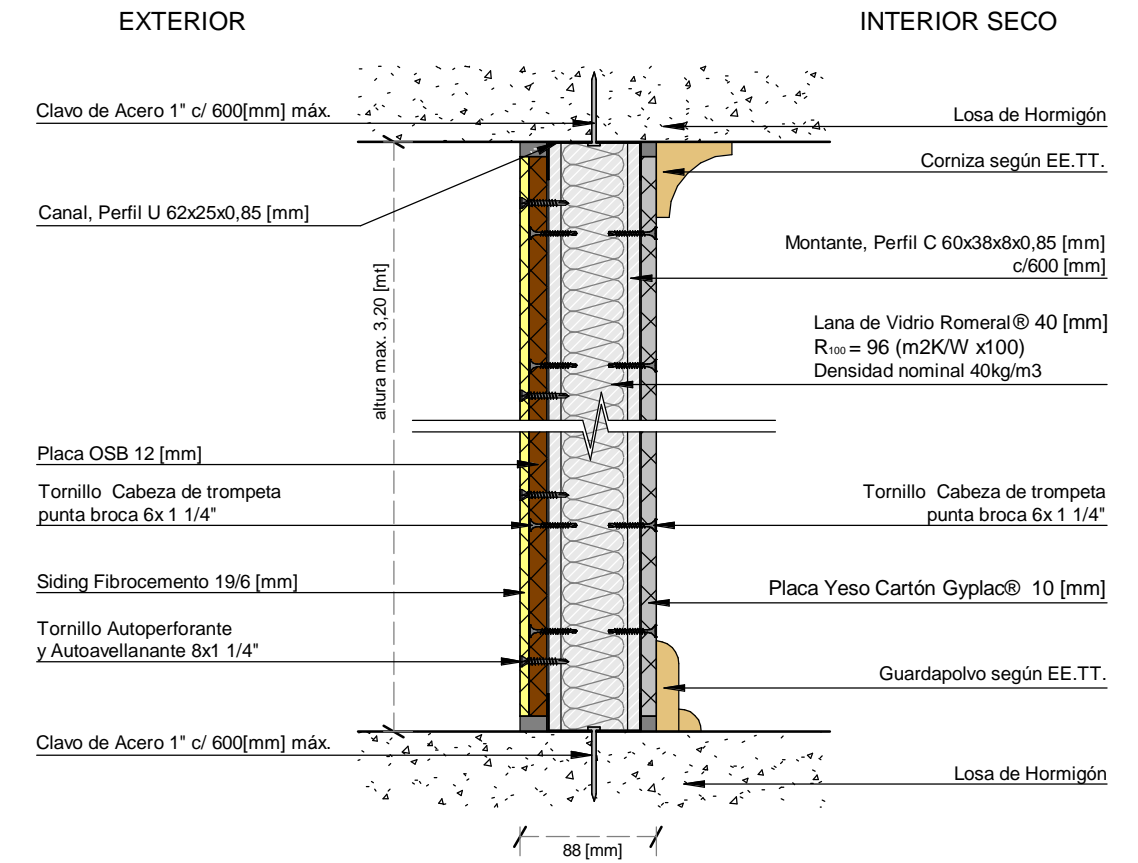 EXTERIOR
INTERIOR SECO
Clavo de Acero 1" c/ 600[mm] máx.
Losa de Hormigón
Corniza según EE.TT.
Canal, Perfil U 62x25x0,85 [mm]
Montante, Perfil C 60x38x8x0,85 [mm]
c/600 [mm]
altura max. 3,20 [mt]
Lana de Vidrio Romeral® 40 [mm]
R100 = 96 (m2K/W x100)
Densidad nominal 40kg/m3
Placa OSB 12 [mm]
Tornillo Cabeza de trompeta
punta broca 6x 1 1/4"
Tornillo Cabeza de trompeta
punta broca 6x 1 1/4"
Siding Fibrocemento 19/6 [mm]
Placa Yeso Cartón Gyplac® 10 [mm]
Tornillo Autoperforante
y Autoavellanante 8x1 1/4"
Guardapolvo según EE.TT.
Clavo de Acero 1" c/ 600[mm] máx.
Losa de Hormigón
88 [mm]